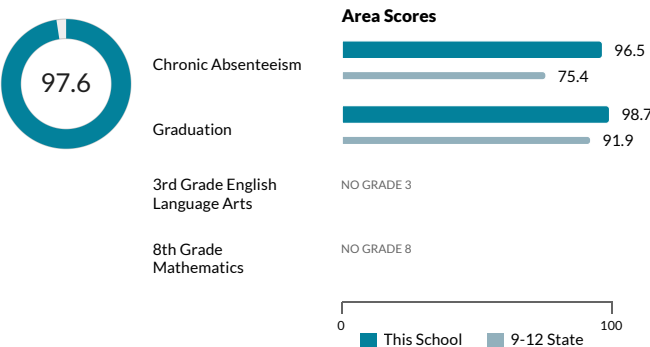 Area Scores
97.6
Chronic Absenteeism
96.5
75.4
Graduation
98.7
91.9
3rd Grade English
Language Arts
NO GRADE 3
8th Grade
Mathematics
NO GRADE 8
0
100
This School
9-12 State